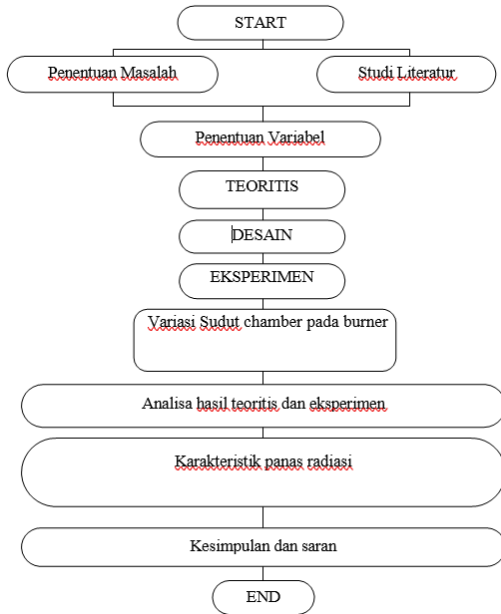 START
Penentuan Masalah
Studi Literatur
Penentuan Variabel
TEORITIS
DESAIN
EKSPERIMEN
Variasi Sudut chamber pada burner
Analisa hasil teoritis dan eksperimen
Karakteristik panas radiasi
Kesimpulan dan saran
END